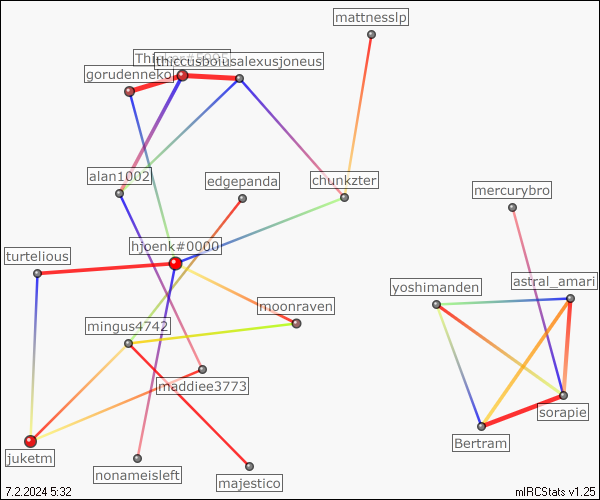 mattnesslp
thiccusboiusalexusjoneus
gorudenneko
alan1002
edgepanda
chunkzter
mercurybro
hjoenk#0000
turtelious
yoshimanden
astral_amari
moonraven
mingus4742
maddiee3773
sorapie
Bertram
juketm
nonameisleft
majestico
7.2.2024 5:32
mIRCStats v1.25